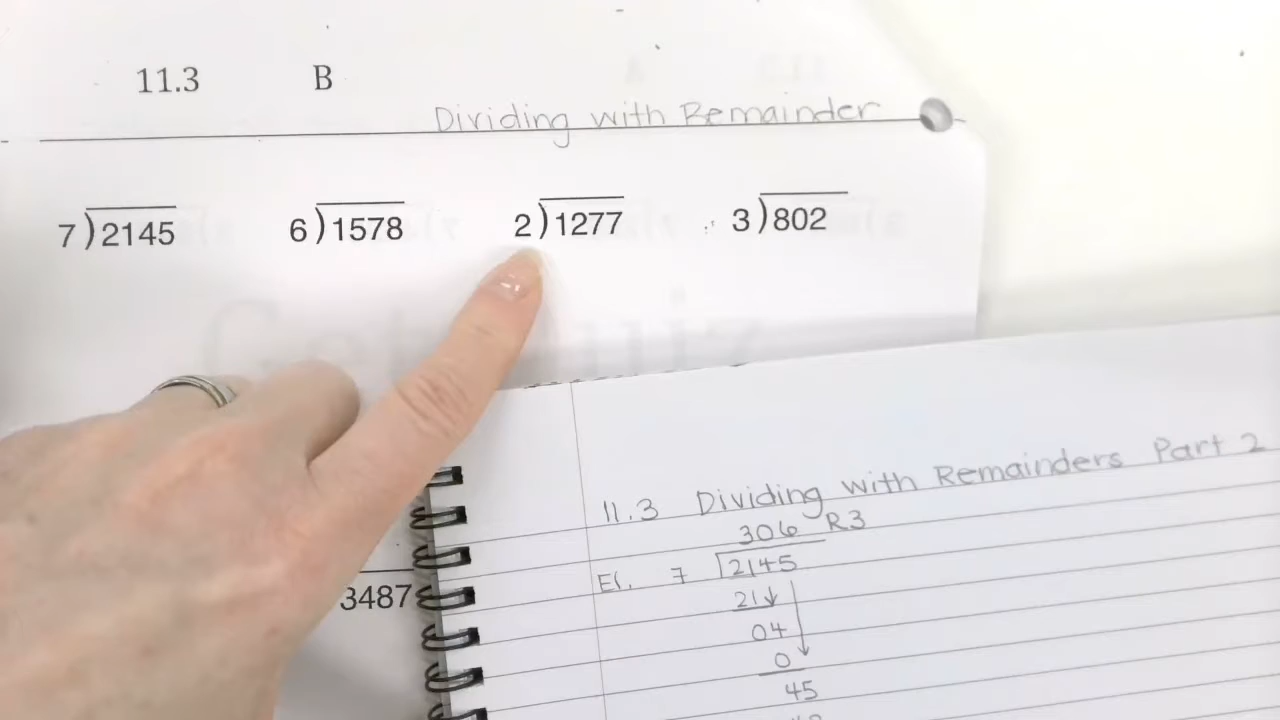 11.3 B
Dividing with Remainder
7)2145 6)1578 2)1277 3)802
3487
11.3 Dividing with Remainders Part 2
306 R3
E1. 7 2145
21
04
0
45